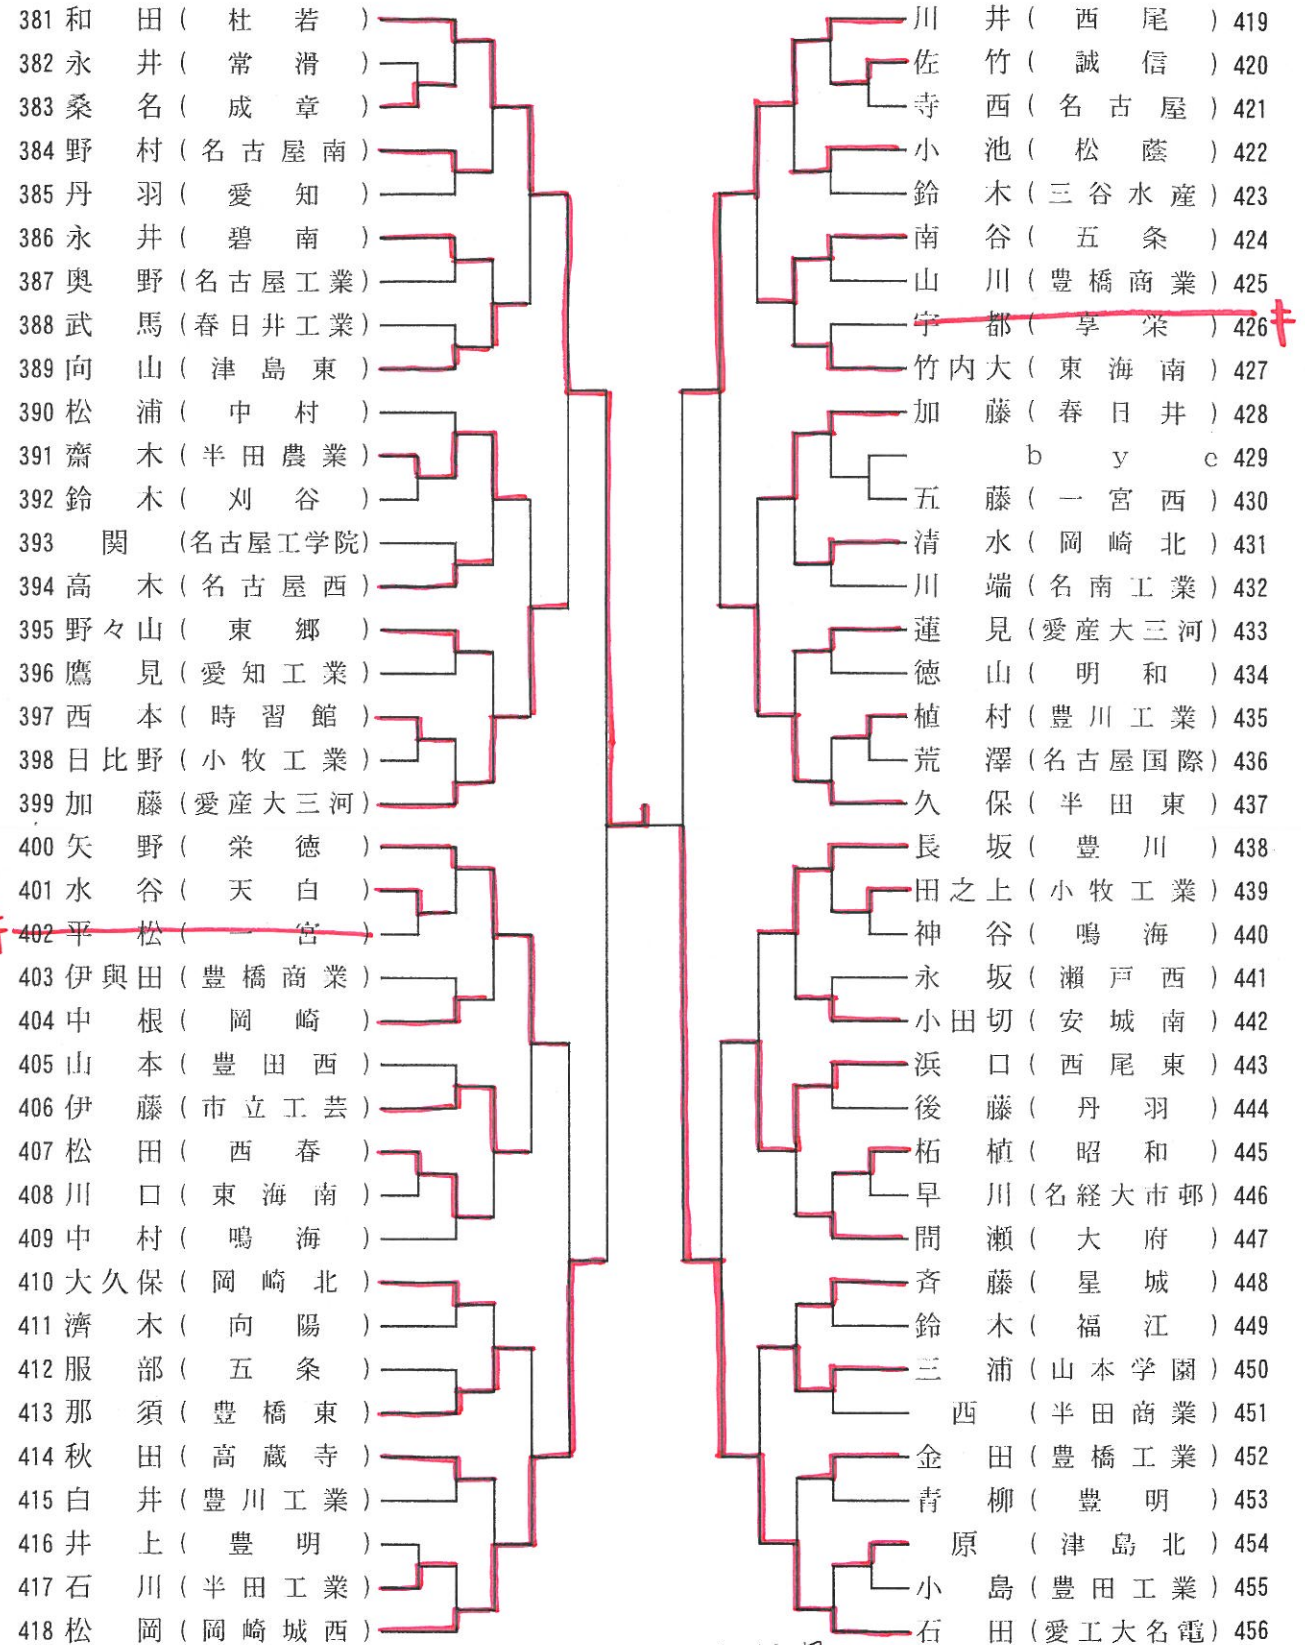 381 和田(杜若)
382 永井(常滑)
383 桑名(成章)
384 野村(名古屋南)
385 丹羽(愛知)
386 永井(碧南)
387 奥野(名古屋工業)
388 武馬(春日井工業)
389 向山(津島東)
390 松浦(中村)
391 齋木(半田農業)
392 鈴木(刈谷)
393 関(名古屋工学院)
394 高木(名古屋西)
395 野々山(東郷)
396 鷹見(愛知工業)
397 西本(時習館)
398 日比野(小牧工業)
399 加藤(愛産大三河)
400 矢野(栄徳)
401 水谷(天白)
402 平松(一宮)
403 伊與田(豊橋商業)
404 中根(岡崎)
405 山本(豊田西)
406 伊藤(市立工芸)
407 松田(西春)
408 川口(東海南)
409 中村(鳴海)
410 大久保(岡崎北)
411 濟木(向陽)
412 服部(五条)
413 那須(豊橋東)
414 秋田(高蔵寺)
415 白井(豊川工業)
416 井上(豊明)
417 石川(半田工業)
418 松岡(岡崎城西)
川井(西尾) 419
佐竹(誠信) 420
寺西(名古屋) 421
小池(松蔭) 422
鈴木(三谷水産) 423
南谷(五条) 424
山川(豊橋商業) 425
宇都(享栄) 426 キ
竹内大(東海南) 427
加藤(春日井) 428
bye 429
五藤(一宮西) 430
清水(岡崎北) 431
川端(名南工業) 432
蓮見(愛産大三河) 433
徳山(明和) 434
植村(豊川工業) 435
荒澤(名古屋国際) 436
久保(半田東) 437
長坂(豊川) 438
田之上(小牧工業) 439
神谷(鳴海) 440
永坂(瀬戸西) 441
小田切(安城南) 442
浜口(西尾東) 443
後藤(丹羽) 444
柘植(昭和) 445
早川(名経大市邨) 446
間瀬(大府) 447
斉藤(星城) 448
鈴木(福江) 449
三浦(山本学園) 450
西(半田商業) 451
金田(豊橋工業) 452
青柳(豊明) 453
原(津島北) 454
小島(豊田工業) 455
石田(愛工大名電) 456